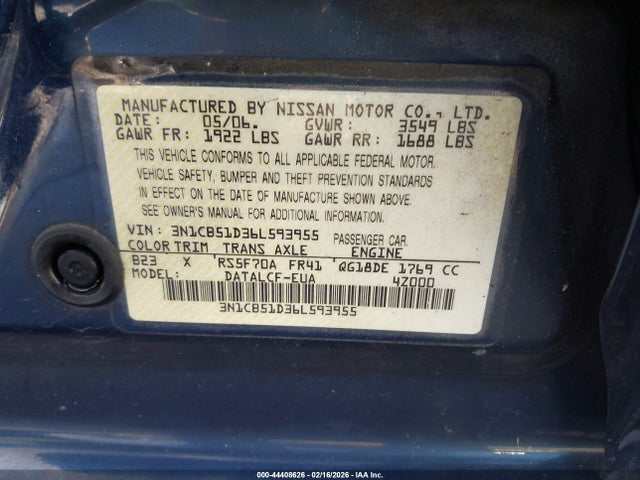 MANUFACTURED BY NISSAN MOTOR CO., LTD.
DATE: 05/06. GVWR: 3549 LBS
GAWR FR: 1922 LBS GAWR RR: 1688 LBS
THIS VEHICLE CONFORMS TO ALL APPLICABLE FEDERAL MOTOR
VEHICLE SAFETY, BUMPER AND THEFT PREVENTION STANDARDS
IN EFFECT ON THE DATE OF MANUFACTURE SHOWN ABOVE.
SEE OWNER'S MANUAL FOR ADDITIONAL INFORMATION.
VIN: 3N1CB51D36L593955 PASSENGER CAR.
COLOR TRIM TRANS AXLE ENGINE
B23 X RS5F70A FR41 QG18DE 1769 CC
MODEL: DATALCF-EUA 4Z000
3N1CB51D36L593955
000-44408626 - 02/16/2026 - IAA Inc.